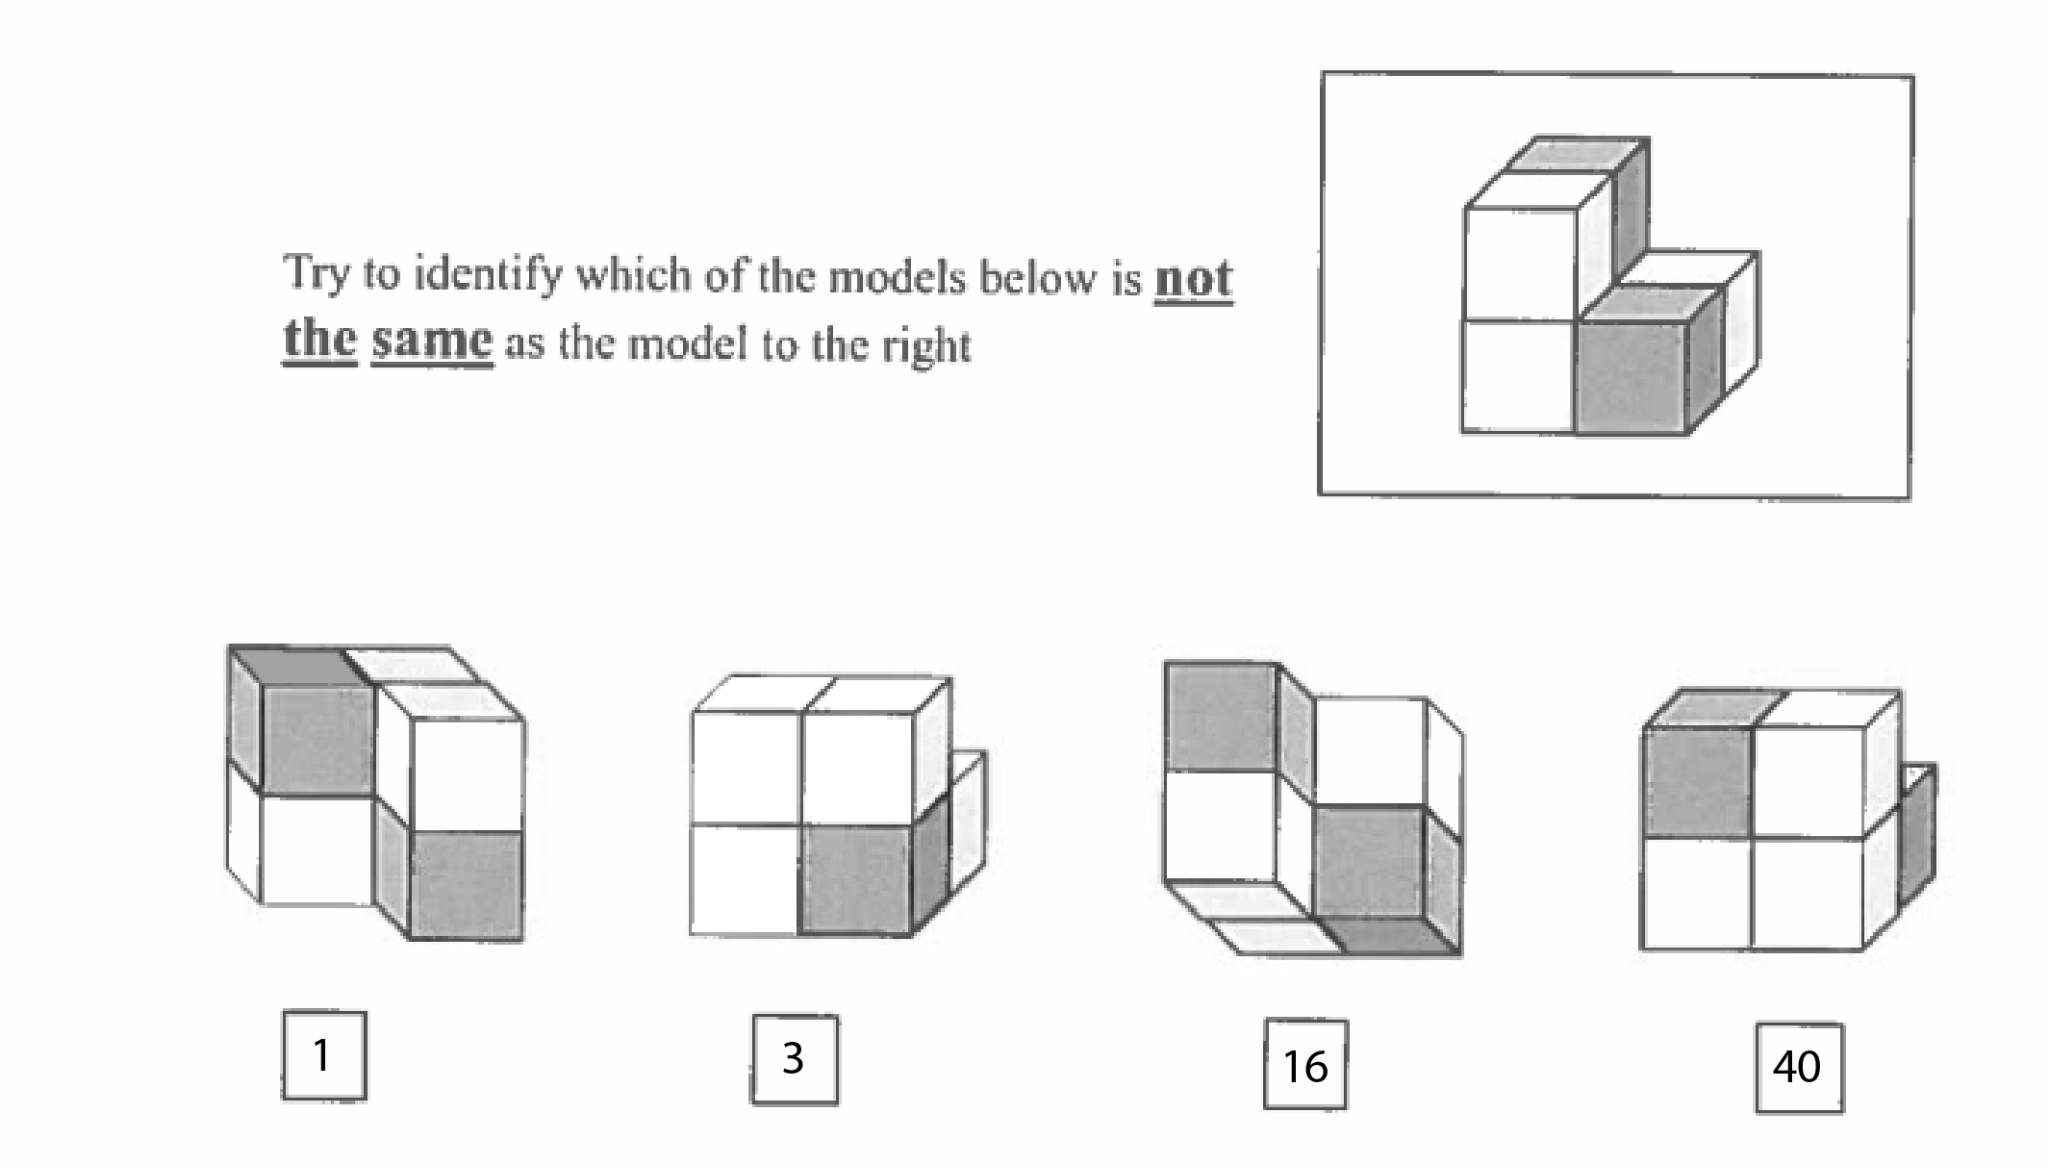 Try to identify which of the models below is not
the same as the model to the right
1 3 16 40